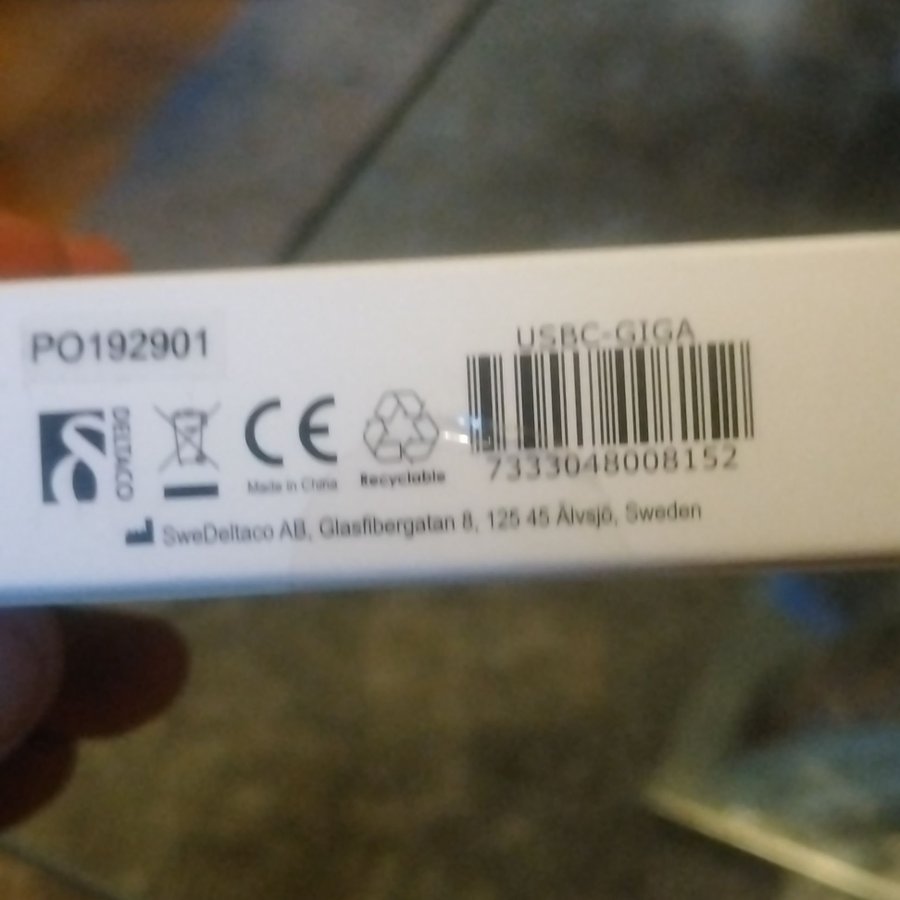 PO192901
USBC-GIGA
7333048008152
DELTACO
Made in China
Recyclable
SweDeltaco AB, Glasfibergatan 8, 125 45 Älvsjö, Sweden